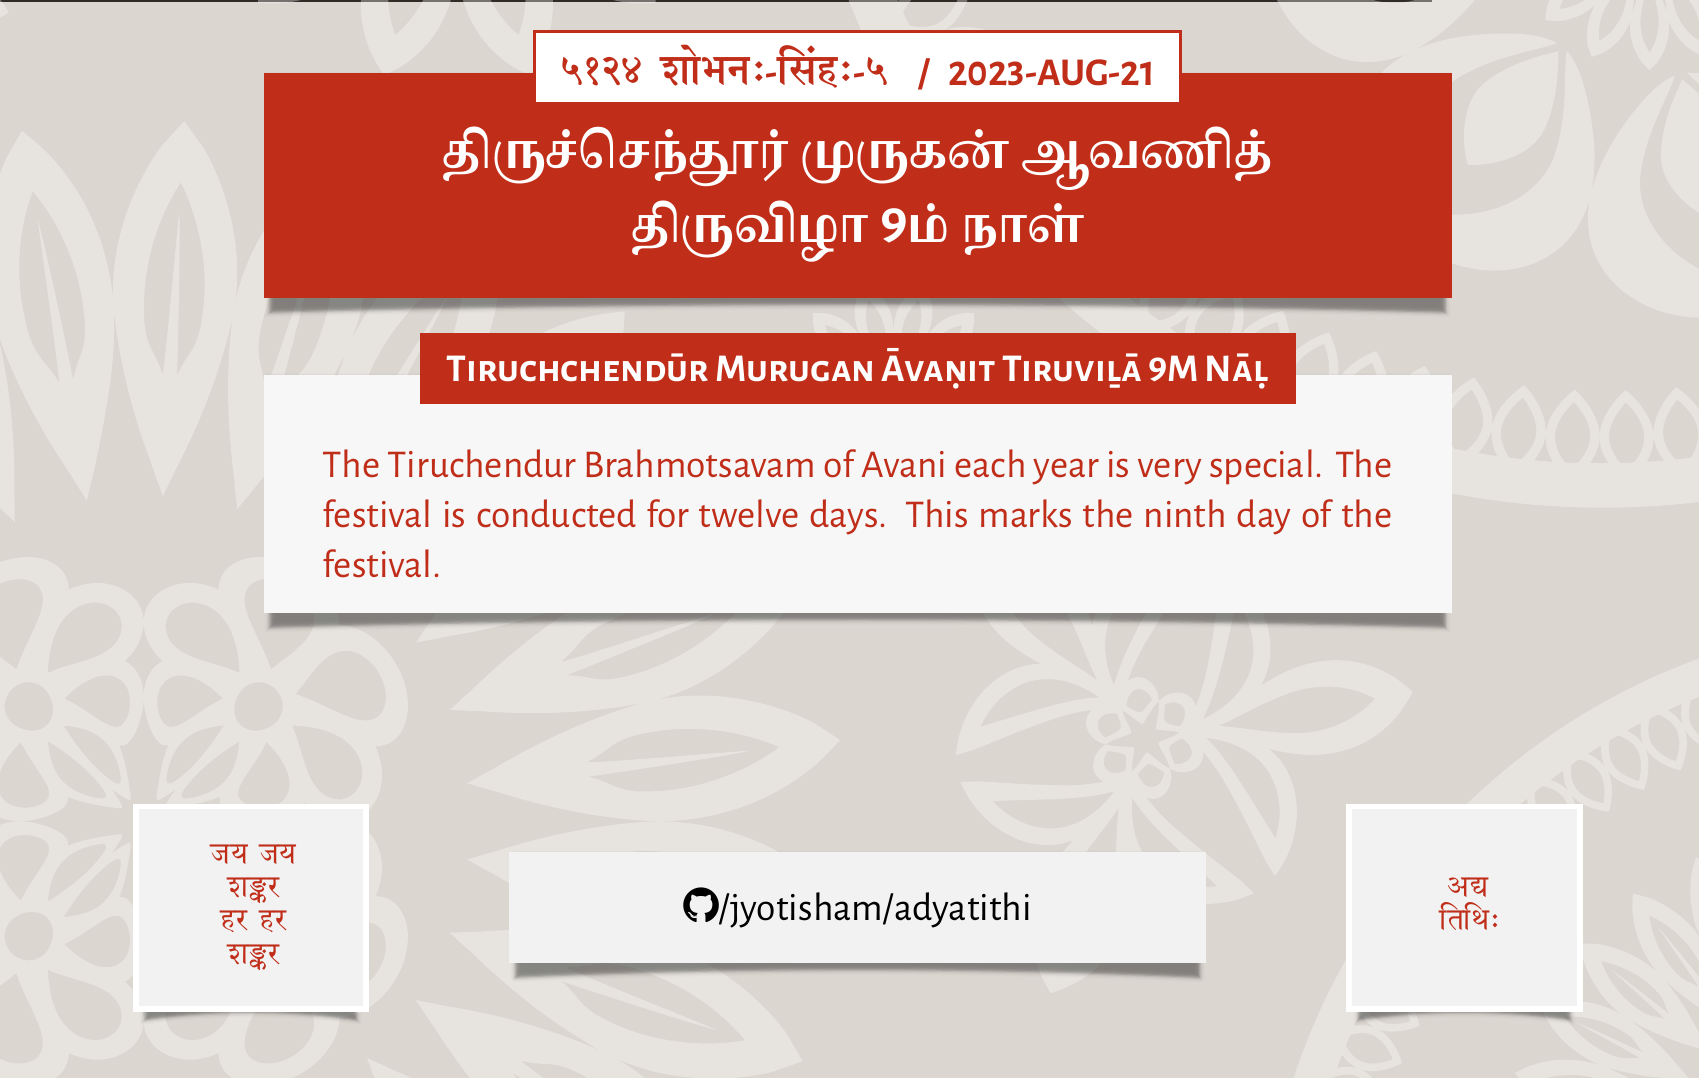 ५१२४ शोभनः-सिंहः-५ / 2023-AUG-21
திருச்செந்தூர் முருகன் ஆவணித்
திருவிழா 9ம் நாள்
Tiruchchendūr Murugan Āvaṇit Tiruviḻā 9M Nāḷ
The Tiruchendur Brahmotsavam of Avani each year is very special. The
festival is conducted for twelve days. This marks the ninth day of the
festival.
जय जय
शङ्कर
हर हर
शङ्कर
/jyotisham/adyatithi
अद्य
तिथिः